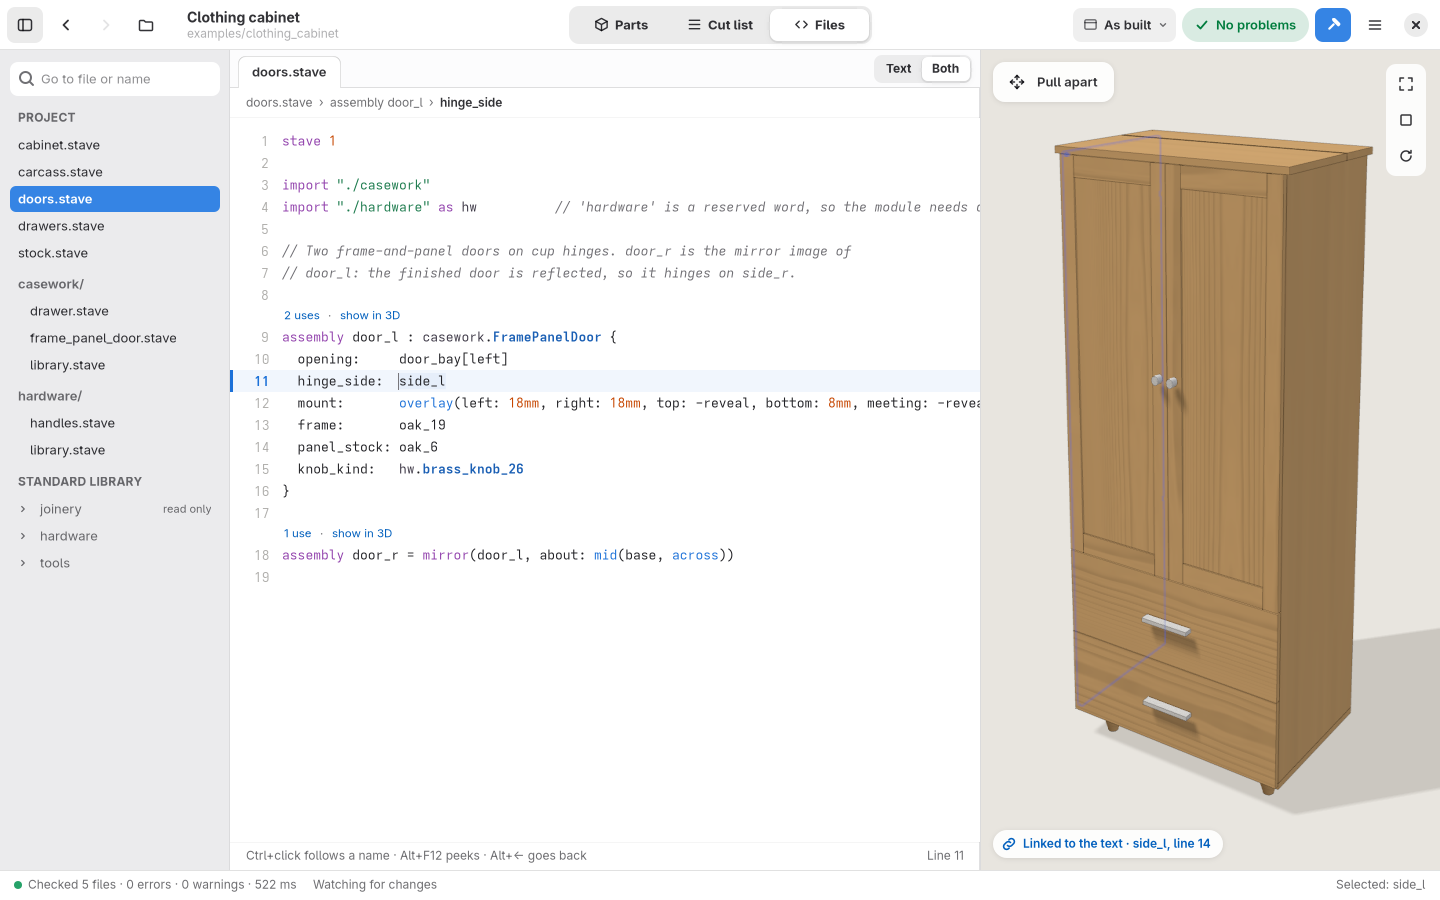 Clothing cabinet
examples/clothing_cabinet
Parts
Cut list
Files
As built
No problems
Go to file or name
PROJECT
cabinet.stave
carcass.stave
doors.stave
drawers.stave
stock.stave
casework/
drawer.stave
frame_panel_door.stave
library.stave
hardware/
handles.stave
library.stave
STANDARD LIBRARY
joinery read only
hardware
tools
doors.stave
Text Both
doors.stave › assembly door_l › hinge_side
1 stave 1
2
3 import "./casework"
4 import "./hardware" as hw // 'hardware' is a reserved word, so the module needs
5
6 // Two frame-and-panel doors on cup hinges. door_r is the mirror image of
7 // door_l: the finished door is reflected, so it hinges on side_r.
8
2 uses · show in 3D
9 assembly door_l : casework.FramePanelDoor {
10 opening: door_bay[left]
11 hinge_side: side_l
12 mount: overlay(left: 18mm, right: 18mm, top: -reveal, bottom: 8mm, meeting: -revea
13 frame: oak_19
14 panel_stock: oak_6
15 knob_kind: hw.brass_knob_26
16 }
17
1 use · show in 3D
18 assembly door_r = mirror(door_l, about: mid(base, across))
19
Ctrl+click follows a name · Alt+F12 peeks · Alt+← goes back
Line 11
Pull apart
Linked to the text · side_l, line 14
Checked 5 files · 0 errors · 0 warnings · 522 ms
Watching for changes
Selected: side_l